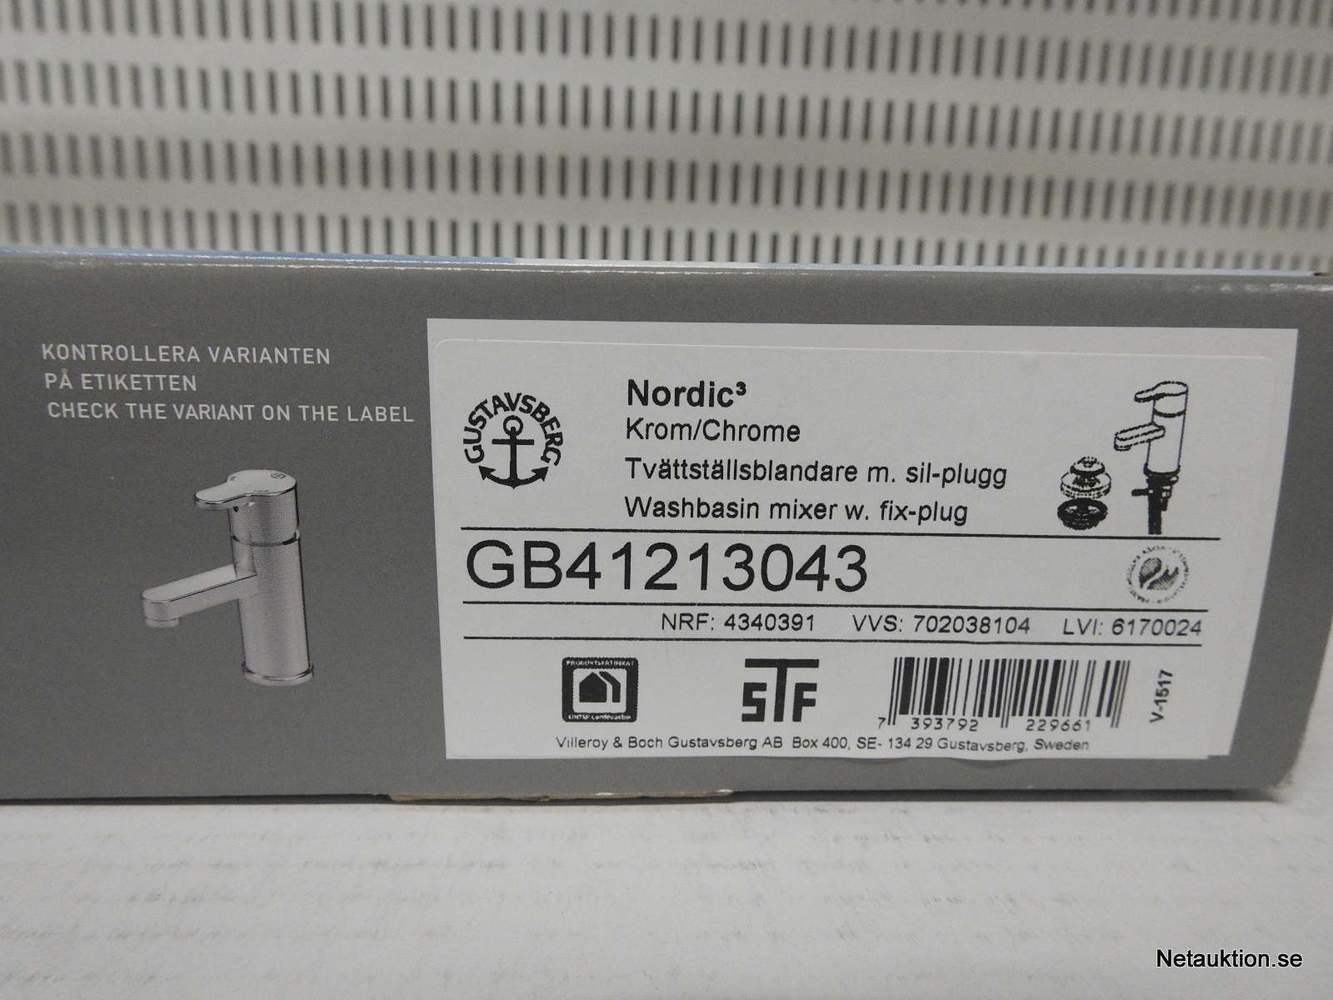 KONTROLLERA VARIANTEN
PÅ ETIKETTEN
CHECK THE VARIANT ON THE LABEL
GUSTAVSBERG
Nordic³
Krom/Chrome
Tvättställsblandare m. sil-plugg
Washbasin mixer w. fix-plug
GB41213043
NRF: 4340391 VVS: 702038104 LVI: 6170024
STF
7 393792 229661
V-1517
Villeroy & Boch Gustavsberg AB Box 400, SE- 134 29 Gustavsberg, Sweden
Netauktion.se